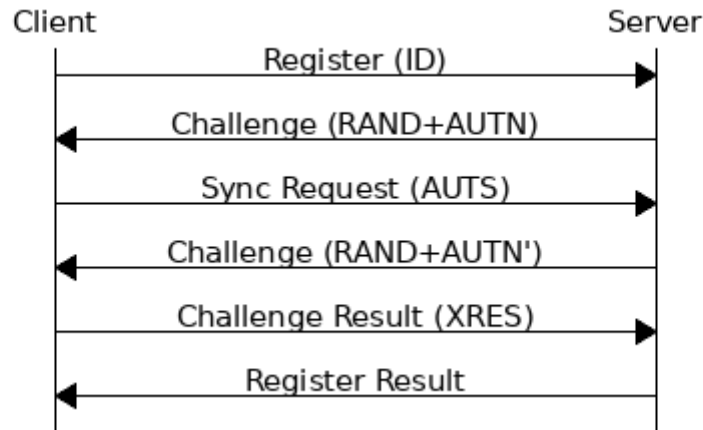 Client Server
Register (ID)
Challenge (RAND+AUTN)
Sync Request (AUTS)
Challenge (RAND+AUTN')
Challenge Result (XRES)
Register Result